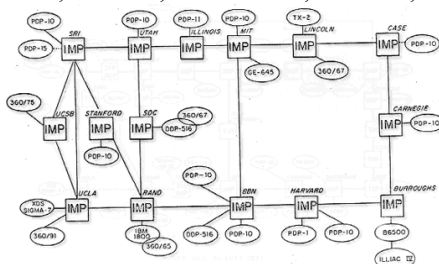 PDP-10
PDP-10
PDP-11
PDP-10
TX-2
SRI
UTAH
ILLINOIS
MIT
LINCOLN
CASE
IMP
IMP
IMP
IMP
IMP
IMP
PDP-10
PDP-15
GE-645
360/67
360/75
UCSB
STANFORD
SDC
360/67
CARNEGIE
IMP
IMP
IMP
DDP-516
IMP
PDP-10
PDP-10
PDP-10
UCLA
RAND
BBN
HARVARD
BURROUGHS
XDS
SIGMA-7
IMP
IMP
IMP
IMP
IMP
360/91
IBM
1800
360/65
DDP-516
PDP-10
PDP-1
PDP-10
B6500
ILLIAC IV